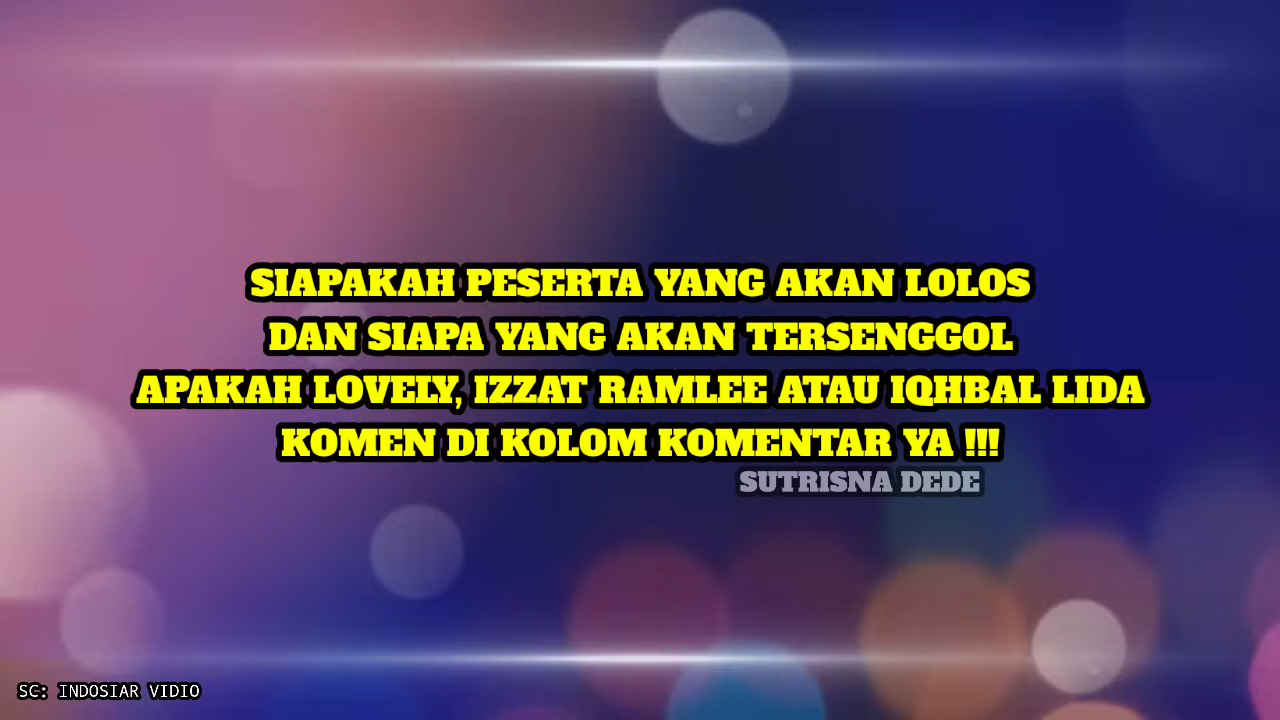 SIAPAKAH PESERTA YANG AKAN LOLOS
DAN SIAPA YANG AKAN TERSENGGOL
APAKAH LOVELY, IZZAT RAMLEE ATAU IQHBAL LIDA
KOMEN DI KOLOM KOMENTAR YA !!!
SUTRISNA DEDE
SC: INDOSIAR VIDIO